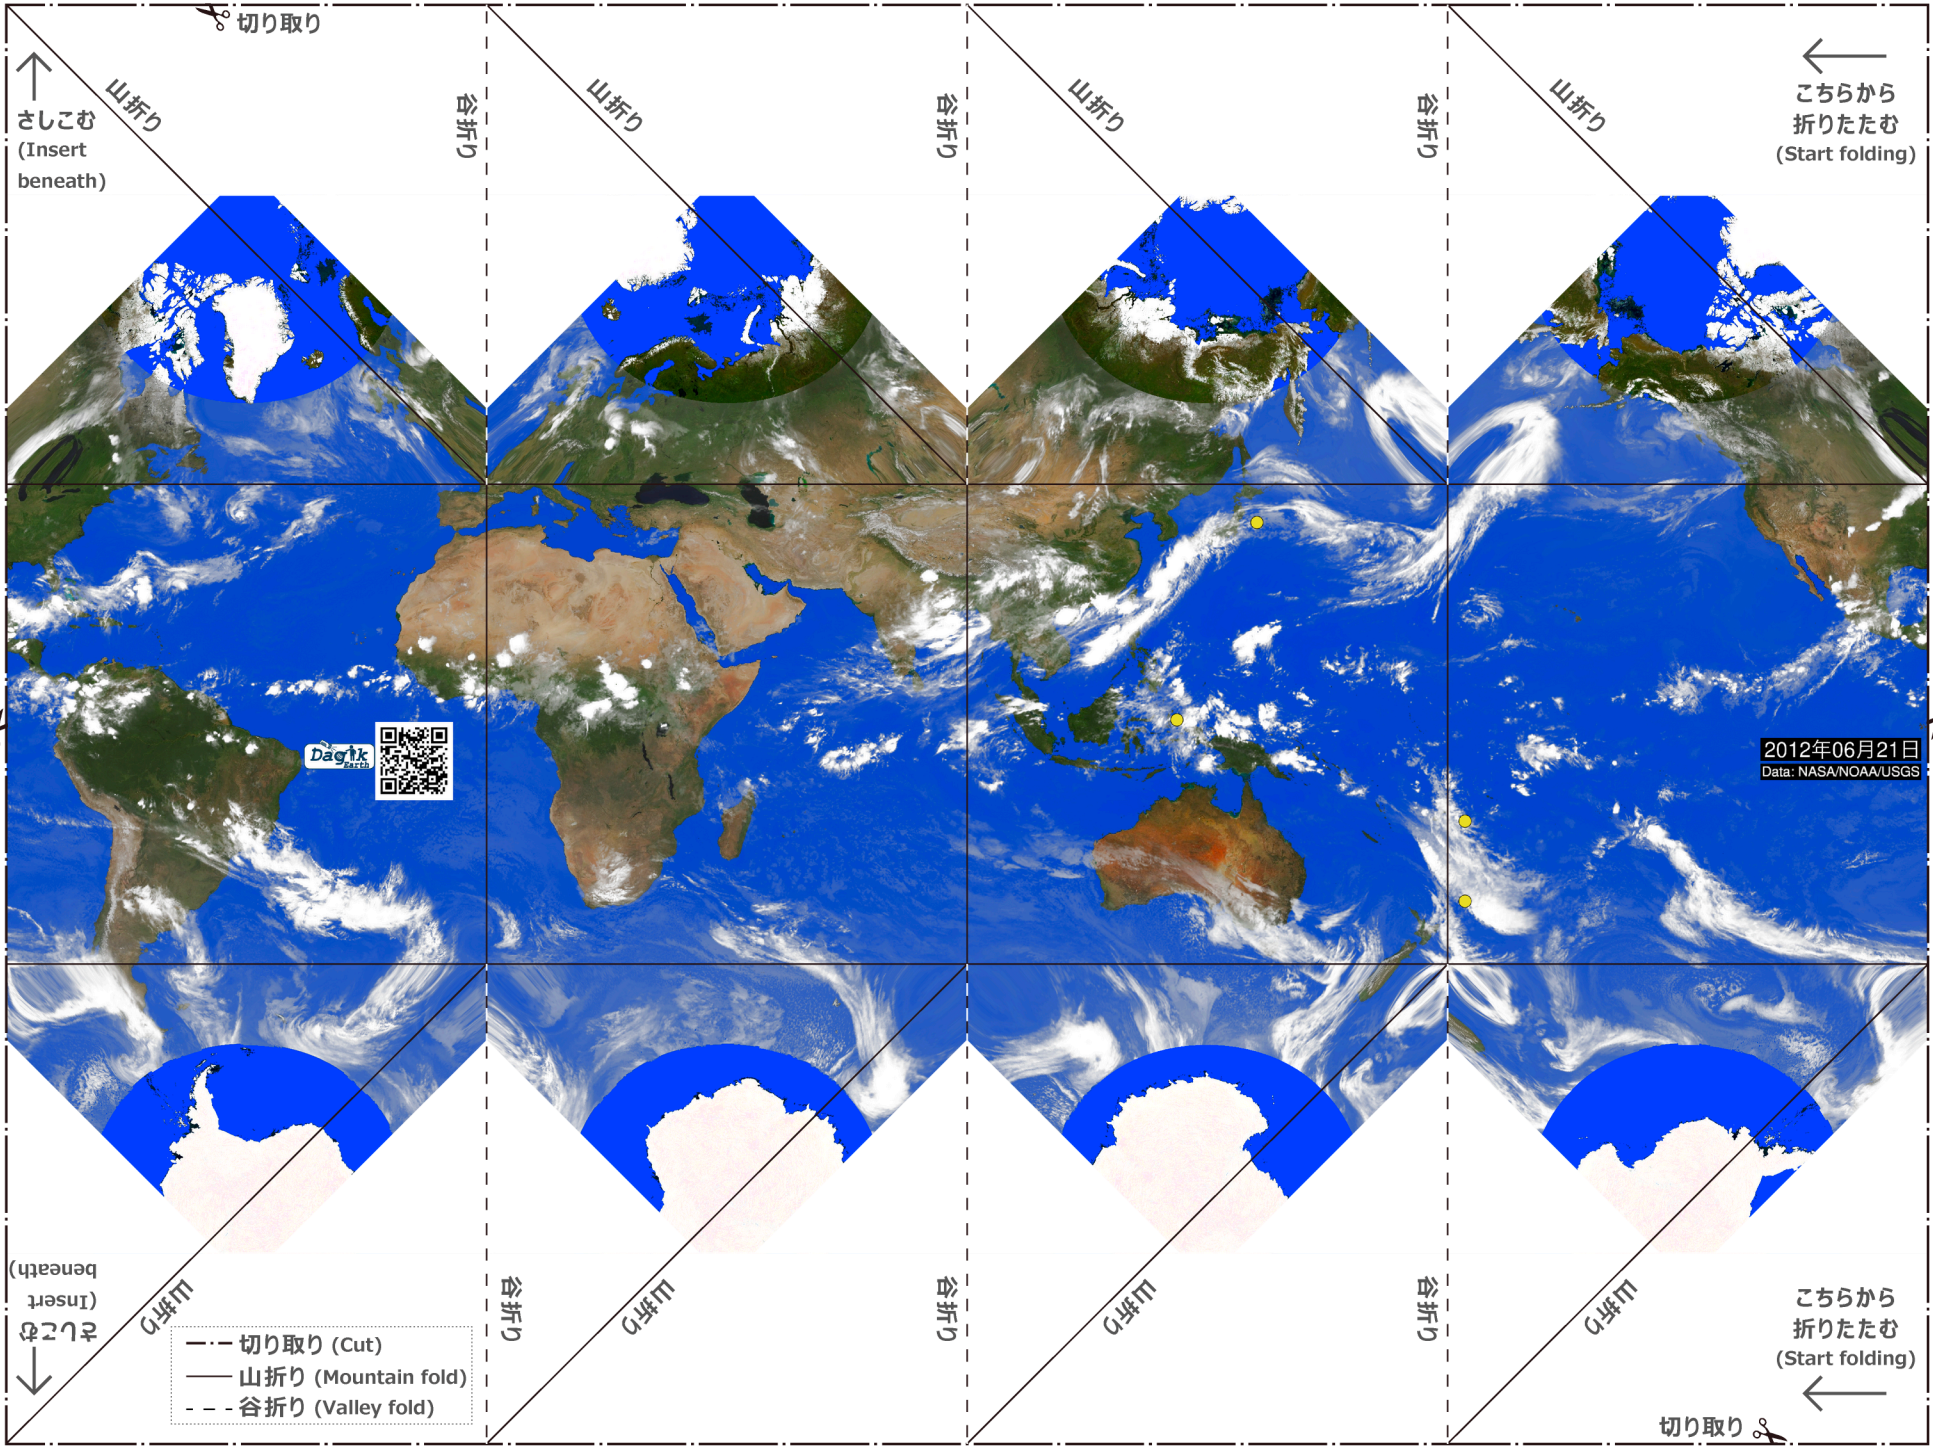 切り取り
山折り
谷折り
山折り
谷折り
山折り
谷折り
山折り
さしこむ
(Insert
beneath)
こちらから
折りたたむ
(Start folding)
Dagik
Earth
2012年06月21日
Data: NASA/NOAA/USGS
さしこむ
(Insert
beneath)
山折り
谷折り
山折り
谷折り
山折り
谷折り
山折り
こちらから
折りたたむ
(Start folding)
切り取り (Cut)
山折り (Mountain fold)
谷折り (Valley fold)
切り取り